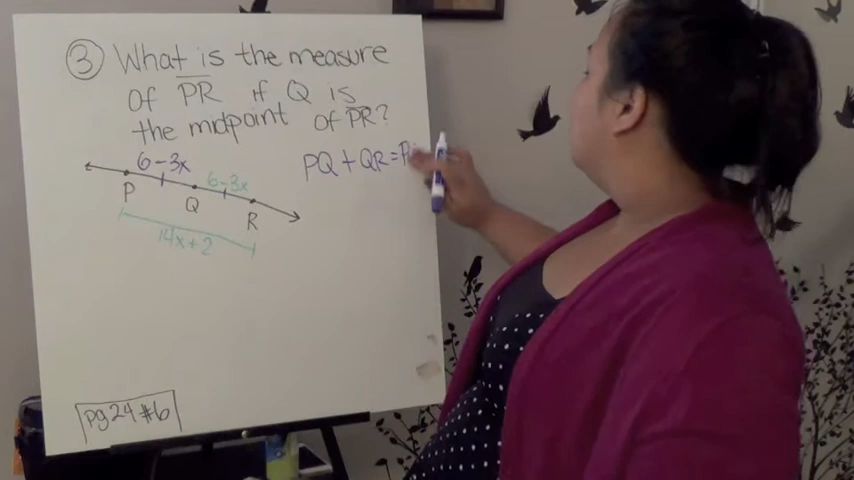 ③ What is the measure
of PR if Q is
the midpoint of PR?
6-3x
PQ + QR = P
6-3x
P
Q
R
14x+2
pg 24 #6